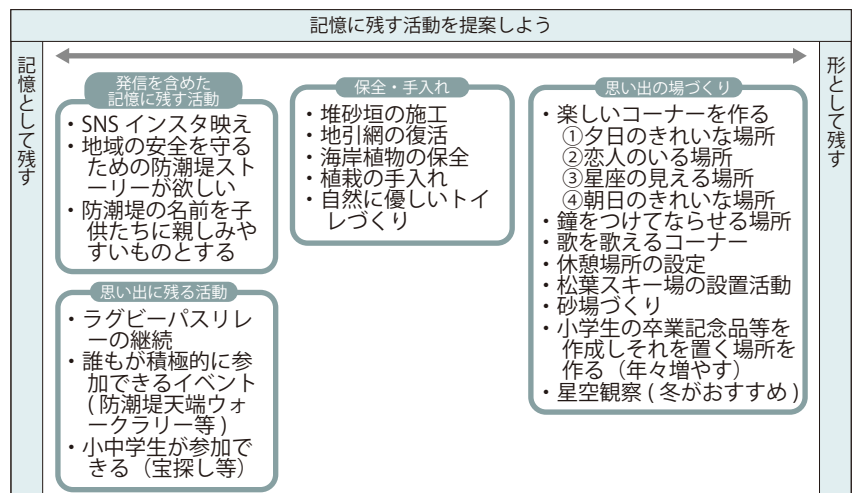 記憶に残す活動を提案しよう
記憶として残す
形として残す
発信を含めた
記憶に残す活動
・SNS インスタ映え
・地域の安全を守る
ための防潮堤スト
ーリーが欲しい
・防潮堤の名前を子
供たちに親しみや
すいものとする
思い出に残る活動
・ラグビーパスリレ
ーの継続
・誰もが積極的に参
加できるイベント
(防潮堤天端ウォ
ークラリー等)
・小中学生が参加で
きる（宝探し等）
保全・手入れ
・堆砂垣の施工
・地引網の復活
・海岸植物の保全
・植栽の手入れ
・自然に優しいトイ
レづくり
思い出の場づくり
・楽しいコーナーを作る
①夕日のきれいな場所
②恋人のいる場所
③星座の見える場所
④朝日のきれいな場所
・鐘をつけてならせる場所
・歌を歌えるコーナー
・休憩場所の設定
・松葉スキー場の設置活動
・砂場づくり
・小学生の卒業記念品等を
作成しそれを置く場所を
作る（年々増やす）
・星空観察(冬がおすすめ)